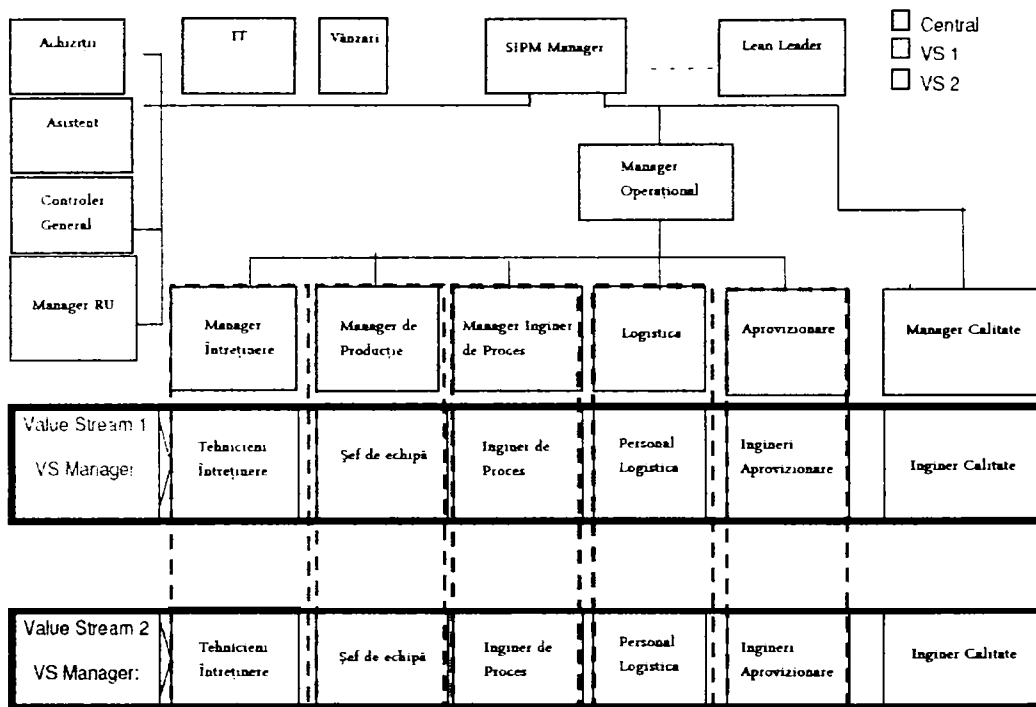 Achizitii
IT
Vânzari
SIPM Manager
Lean Leader
Central
VS 1
VS 2
Asistent
Controler
General
Manager RU
Manager
Operațional
Manager
Întreținere
Manager de
Producție
Manager Inginer
de Proces
Logistica
Aprovizionare
Manager Calitate
Value Stream 1
VS Manager
Tehnicieni
Întreținere
Șef de echipă
Inginer de
Proces
Personal
Logistica
Ingineri
Aprovizionare
Inginer Calitate
Value Stream 2
VS Manager:
Tehnicieni
Întreținere
Șef de echipă
Inginer de
Proces
Personal
Logistica
Ingineri
Aprovizionare
Inginer Calitate